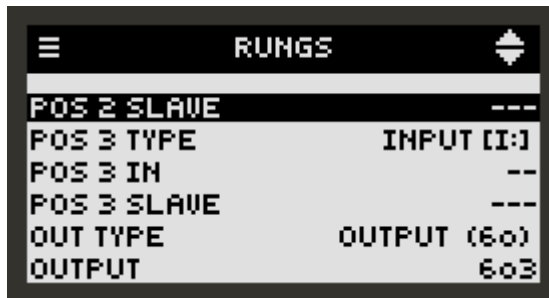 RUNGS
POS 2 SLAVE ---
POS 3 TYPE INPUT [I:]
POS 3 IN --
POS 3 SLAVE ---
OUT TYPE OUTPUT (6o)
OUTPUT 6o3